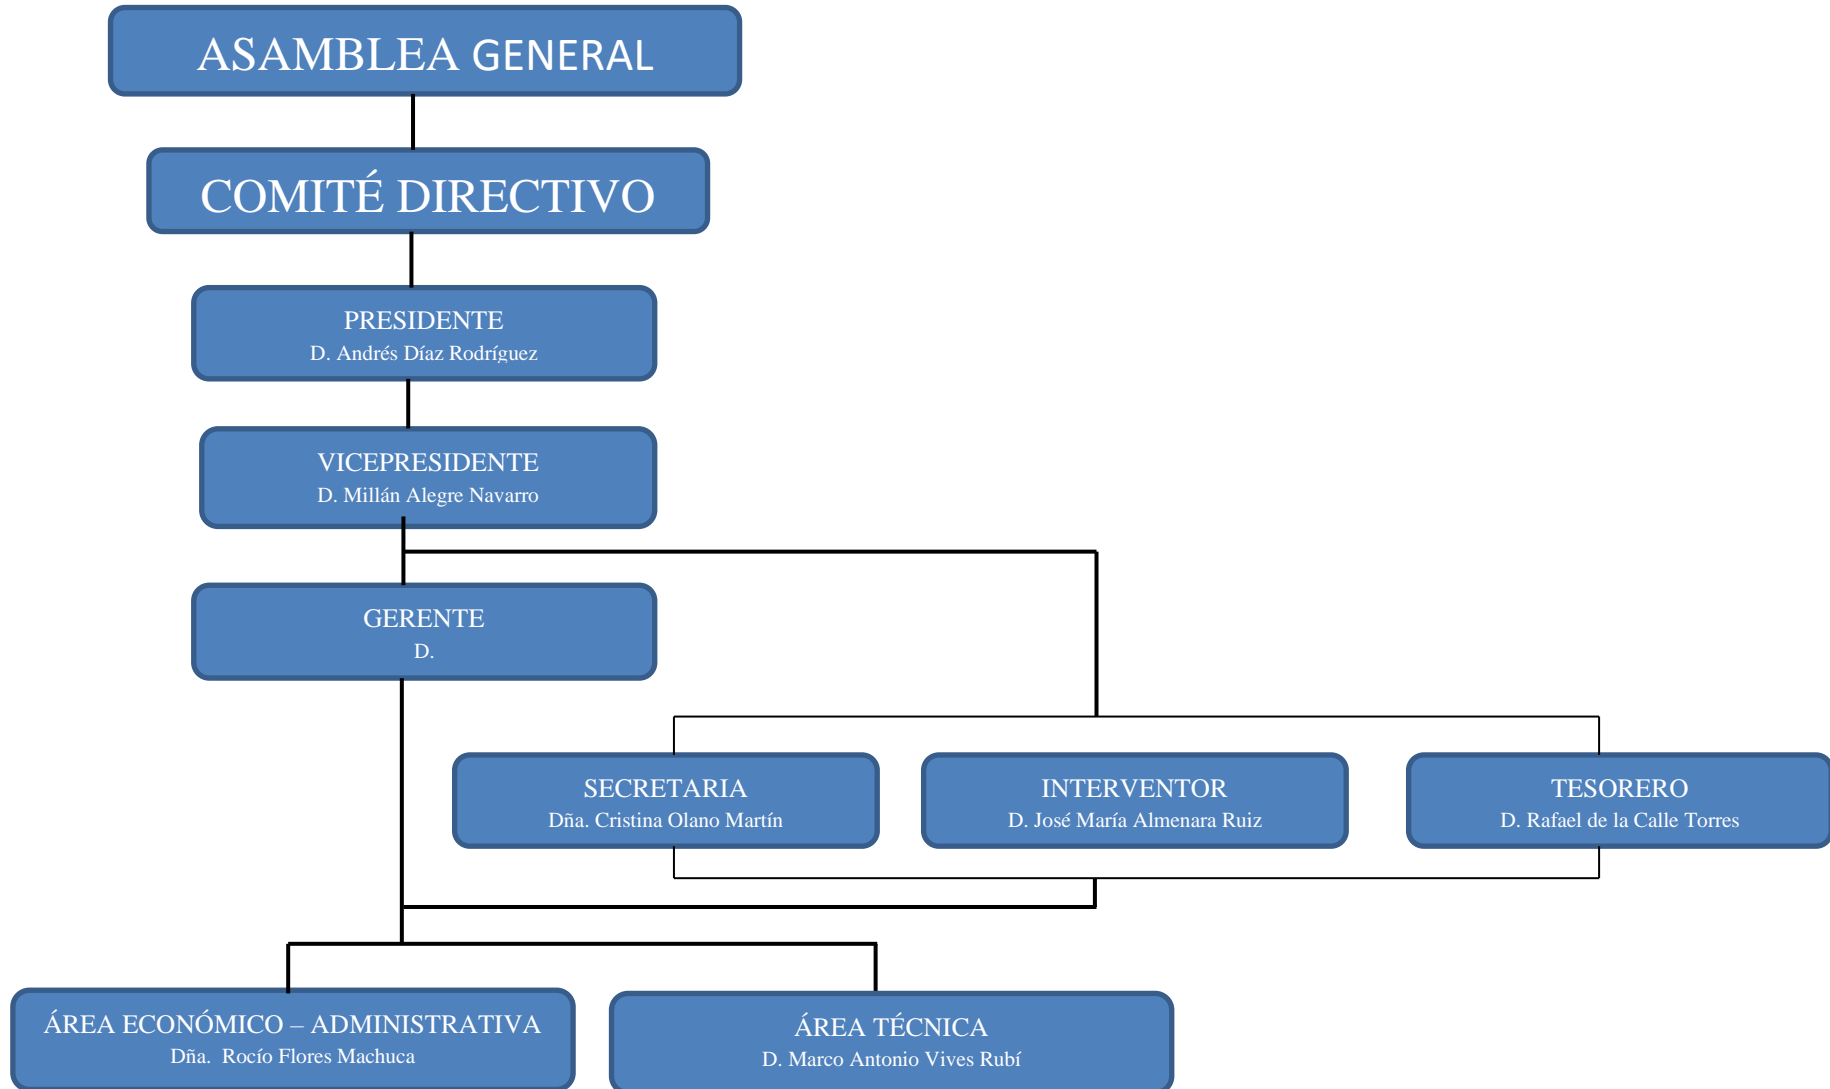 ASAMBLEA GENERAL
COMITÉ DIRECTIVO
PRESIDENTE
D. Andrés Díaz Rodríguez
VICEPRESIDENTE
D. Millán Alegre Navarro
GERENTE
D.
SECRETARIA
Dña. Cristina Olano Martín
INTERVENTOR
D. José María Almenara Ruiz
TESORERO
D. Rafael de la Calle Torres
ÁREA ECONÓMICO – ADMINISTRATIVA
Dña. Rocío Flores Machuca
ÁREA TÉCNICA
D. Marco Antonio Vives Rubí